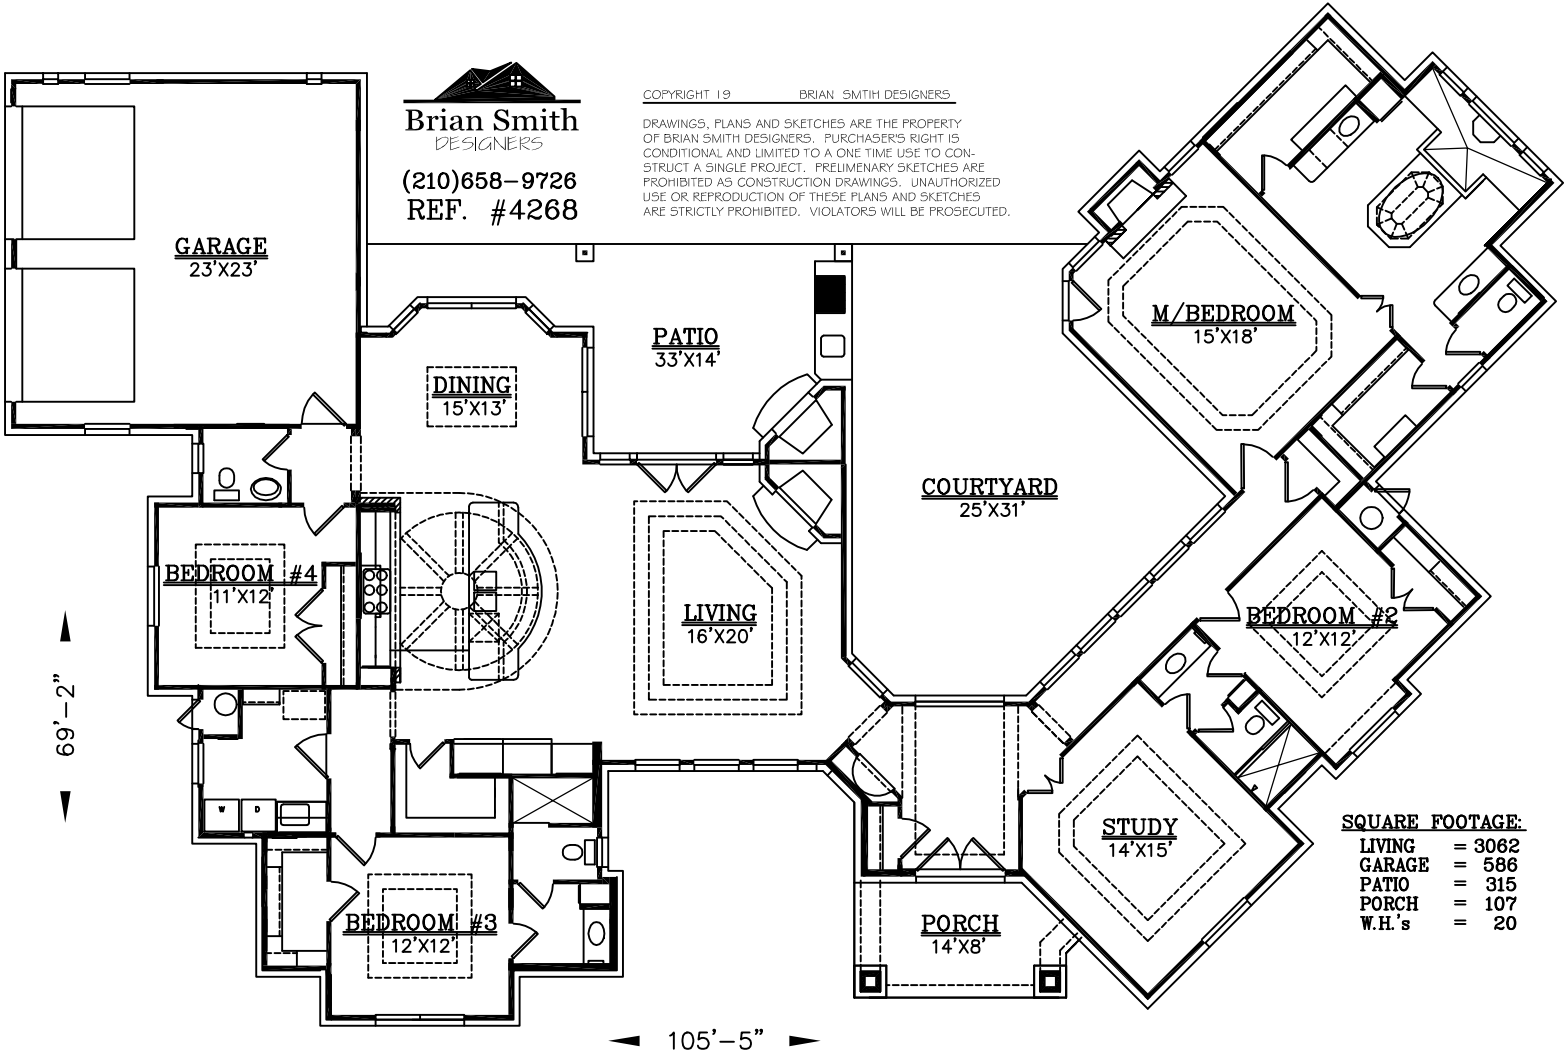 Brian Smith
DESIGNERS
(210)658-9726
REF. #4268
COPYRIGHT 19 BRIAN SMTIH DESIGNERS
DRAWINGS, PLANS AND SKETCHES ARE THE PROPERTY
OF BRIAN SMITH DESIGNERS. PURCHASER'S RIGHT IS
CONDITIONAL AND LIMITED TO A ONE TIME USE TO CON-
STRUCT A SINGLE PROJECT. PRELIMENARY SKETCHES ARE
PROHIBITED AS CONSTRUCTION DRAWINGS. UNAUTHORIZED
USE OR REPRODUCTION OF THESE PLANS AND SKETCHES
ARE STRICTLY PROHIBITED. VIOLATORS WILL BE PROSECUTED.
GARAGE
23'X23'
M/BEDROOM
15'X18'
PATIO
33'X14'
DINING
15'X13'
COURTYARD
25'X31'
BEDROOM #4
11'X12'
LIVING
16'X20'
BEDROOM #2
12'X12'
69'-2"
W
D
STUDY
14'X15'
BEDROOM #3
12'X12'
PORCH
14'X8'
SQUARE FOOTAGE:
LIVING = 3062
GARAGE = 586
PATIO = 315
PORCH = 107
W.H.'s = 20
105'-5"